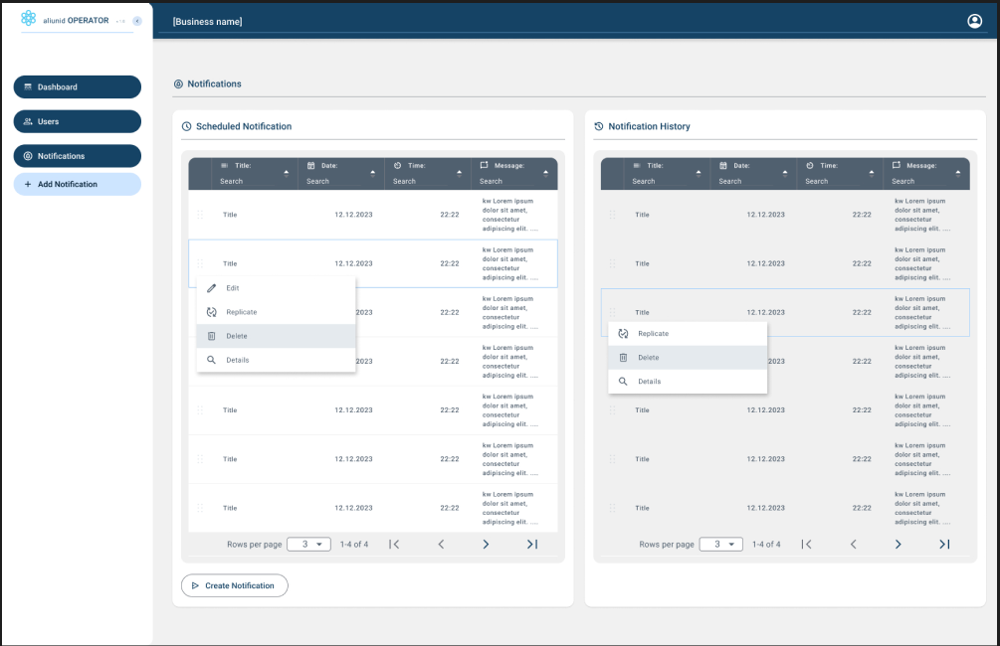 aliunid OPERATOR
[Business name]
Dashboard
Users
Notifications
+ Add Notification
Notifications
Scheduled Notification
Title: Date: Time: Message:
Search Search Search Search
Title 12.12.2023 22:22 kw Lorem ipsum
dolor sit amet,
consectetur
adipiscing elit. ....
Title 12.12.2023 22:22 kw Lorem ipsum
dolor sit amet,
consectetur
adipiscing elit. ....
Edit
Replicate
Delete
Details
2023 22:22 kw Lorem ipsum
dolor sit amet,
consectetur
adipiscing elit. ....
2023 22:22 kw Lorem ipsum
dolor sit amet,
consectetur
adipiscing elit. ....
Title 12.12.2023 22:22 kw Lorem ipsum
dolor sit amet,
consectetur
adipiscing elit. ....
Title 12.12.2023 22:22 kw Lorem ipsum
dolor sit amet,
consectetur
adipiscing elit. ....
Title 12.12.2023 22:22 kw Lorem ipsum
dolor sit amet,
consectetur
adipiscing elit. ....
Rows per page 3 1-4 of 4
Create Notification
Notification History
Title: Date: Time: Message:
Search Search Search Search
Title 12.12.2023 22:22 kw Lorem ipsum
dolor sit amet,
consectetur
adipiscing elit. ....
Title 12.12.2023 22:22 kw Lorem ipsum
dolor sit amet,
consectetur
adipiscing elit. ....
Title 12.12.2023 22:22 kw Lorem ipsum
dolor sit amet,
consectetur
adipiscing elit. ....
Replicate
Delete
Details
2023 22:22 kw Lorem ipsum
dolor sit amet,
consectetur
adipiscing elit. ....
Title 12.12.2023 22:22 kw Lorem ipsum
dolor sit amet,
consectetur
adipiscing elit. ....
Title 12.12.2023 22:22 kw Lorem ipsum
dolor sit amet,
consectetur
adipiscing elit. ....
Title 12.12.2023 22:22 kw Lorem ipsum
dolor sit amet,
consectetur
adipiscing elit. ....
Rows per page 3 1-4 of 4